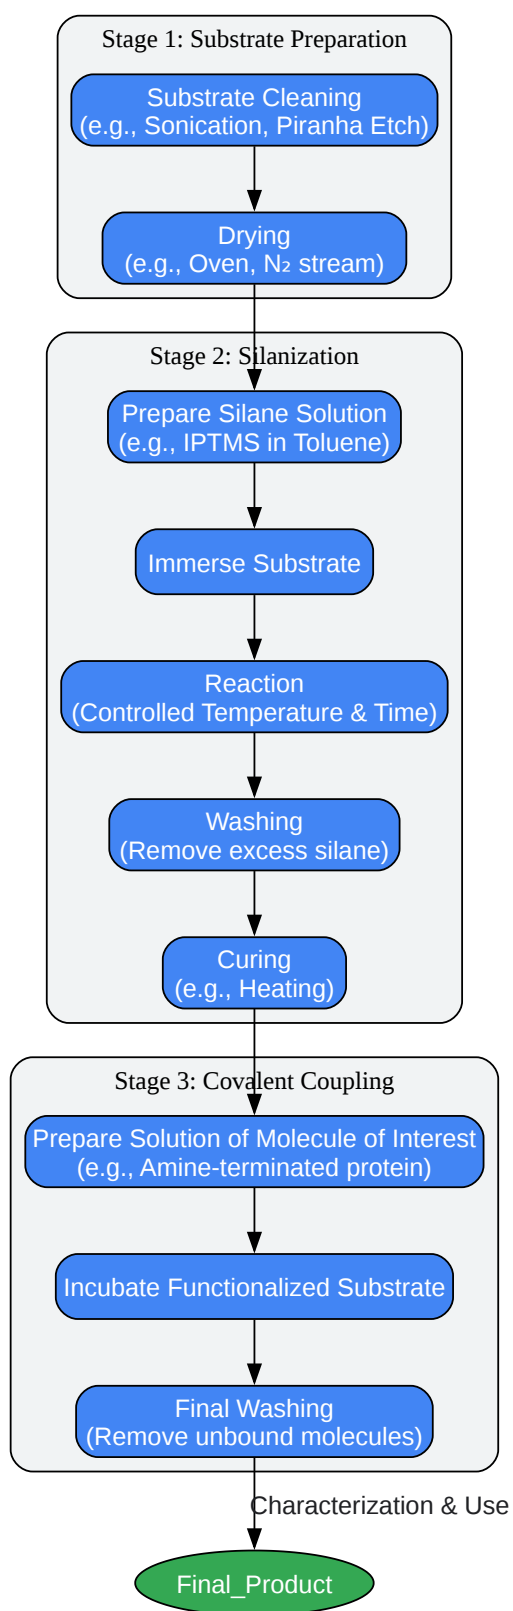 Stage 1: Substrate Preparation
Substrate Cleaning
(e.g., Sonication, Piranha Etch)
Drying
(e.g., Oven, N₂ stream)
Stage 2: Silanization
Prepare Silane Solution
(e.g., IPTMS in Toluene)
Immerse Substrate
Reaction
(Controlled Temperature & Time)
Washing
(Remove excess silane)
Curing
(e.g., Heating)
Stage 3: Covalent Coupling
Prepare Solution of Molecule of Interest
(e.g., Amine-terminated protein)
Incubate Functionalized Substrate
Final Washing
(Remove unbound molecules)
Characterization & Use
Final_Product